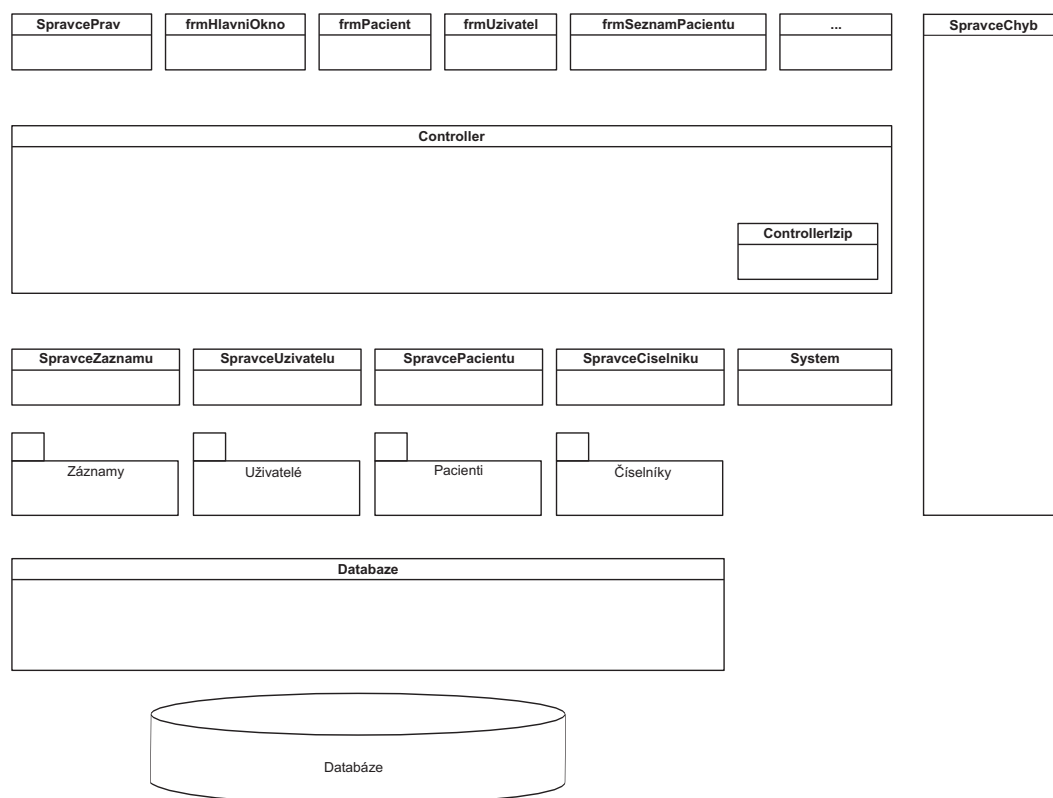 SpravcePrav
frmHlavniOkno
frmPacient
frmUzivatel
frmSeznamPacientu
...
SpravceChyb
Controller
ControllerIzip
SpravceZaznamu
SpravceUzivatelu
SpravcePacientu
SpravceCiselniku
System
Záznamy
Uživatelé
Pacienti
Číselníky
Databaze
Databáze